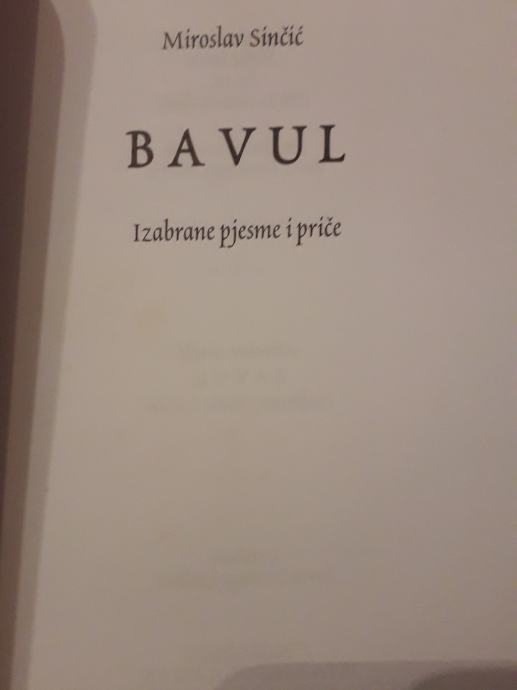 Miroslav Sinčić
BAVUL
Izabrane pjesme i priče